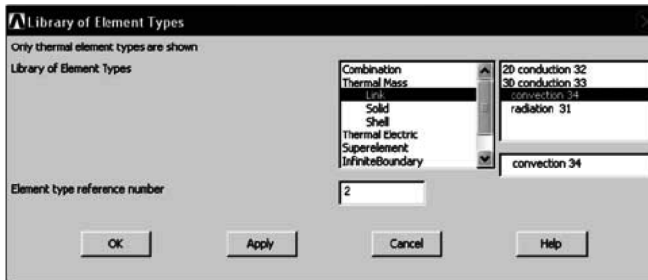 Library of Element Types
Only thermal element types are shown
Library of Element Types
Combination
Thermal Mass
Link
Solid
Shell
Thermal Electric
Superelement
InfiniteBoundary
2D conduction 32
3D conduction 33
convection 34
radiation 31
convection 34
Element type reference number
2
OK Apply Cancel Help